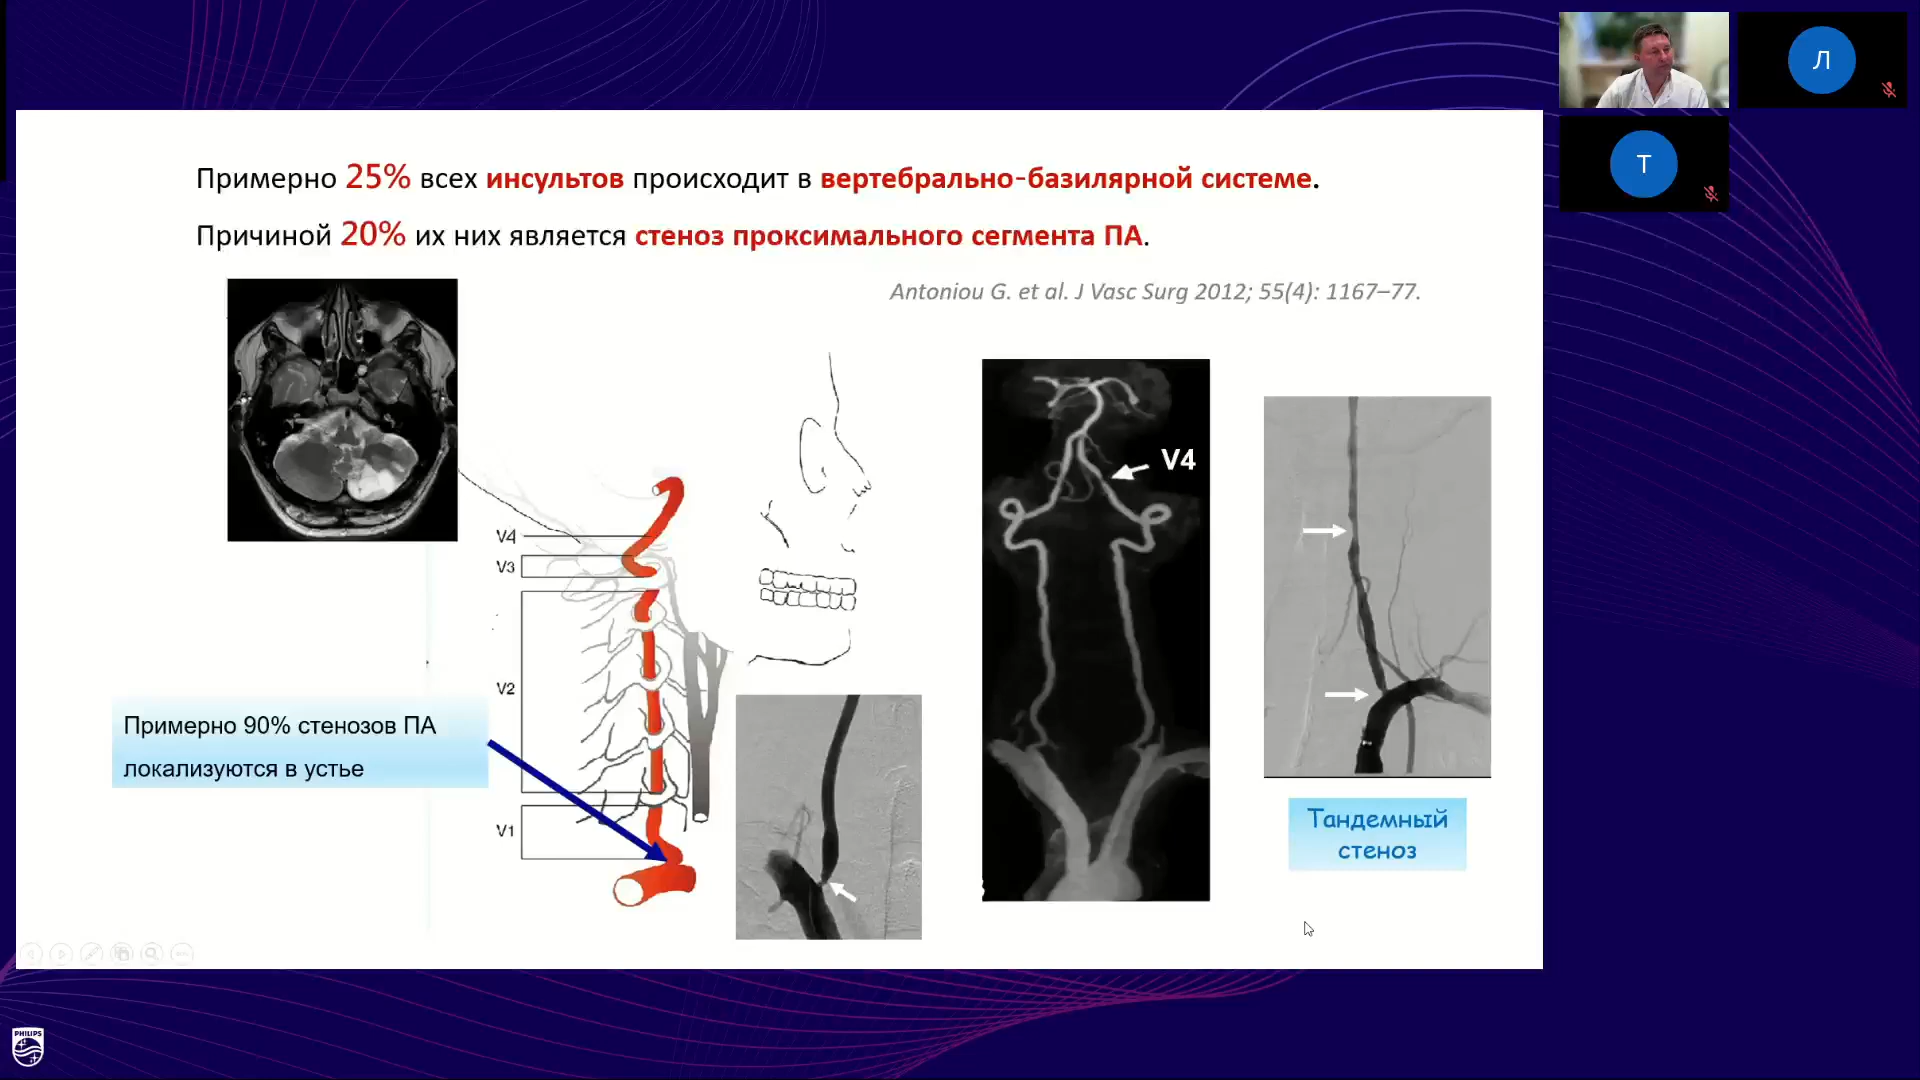 Примерно 25% всех инсультов происходит в вертебрально-базилярной системе.
Причиной 20% их них является стеноз проксимального сегмента ПА.
Antoniou G. et al. J Vasc Surg 2012; 55(4): 1167–77.
V4
V3
V2
V1
Примерно 90% стенозов ПА
локализуются в устье
V4
Тандемный
стеноз
Л
Т
PHILIPS